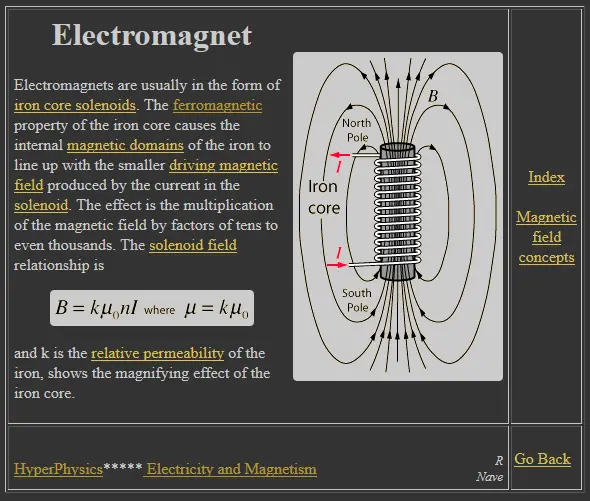 Electromagnet
Electromagnets are usually in the form of
iron core solenoids. The ferromagnetic
property of the iron core causes the
internal magnetic domains of the iron to
line up with the smaller driving magnetic
field produced by the current in the
solenoid. The effect is the multiplication
of the magnetic field by factors of tens to
even thousands. The solenoid field
relationship is
B = kμ₀nI where μ = kμ₀
and k is the relative permeability of the
iron, shows the magnifying effect of the
iron core.
B
North
Pole
I
Iron
core
I
South
Pole
Index
Magnetic
field
concepts
HyperPhysics***** Electricity and Magnetism
R
Nave
Go Back